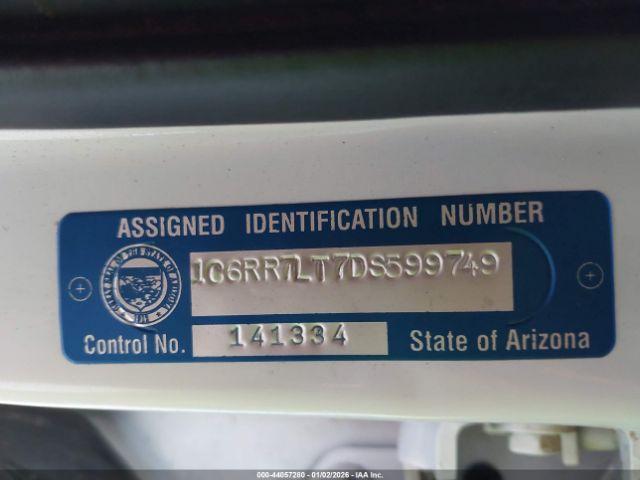 ASSIGNED IDENTIFICATION NUMBER
1C6RR7LT7DS599749
Control No. 141334 State of Arizona
000-44057280 - 01/02/2026 - IAA Inc.